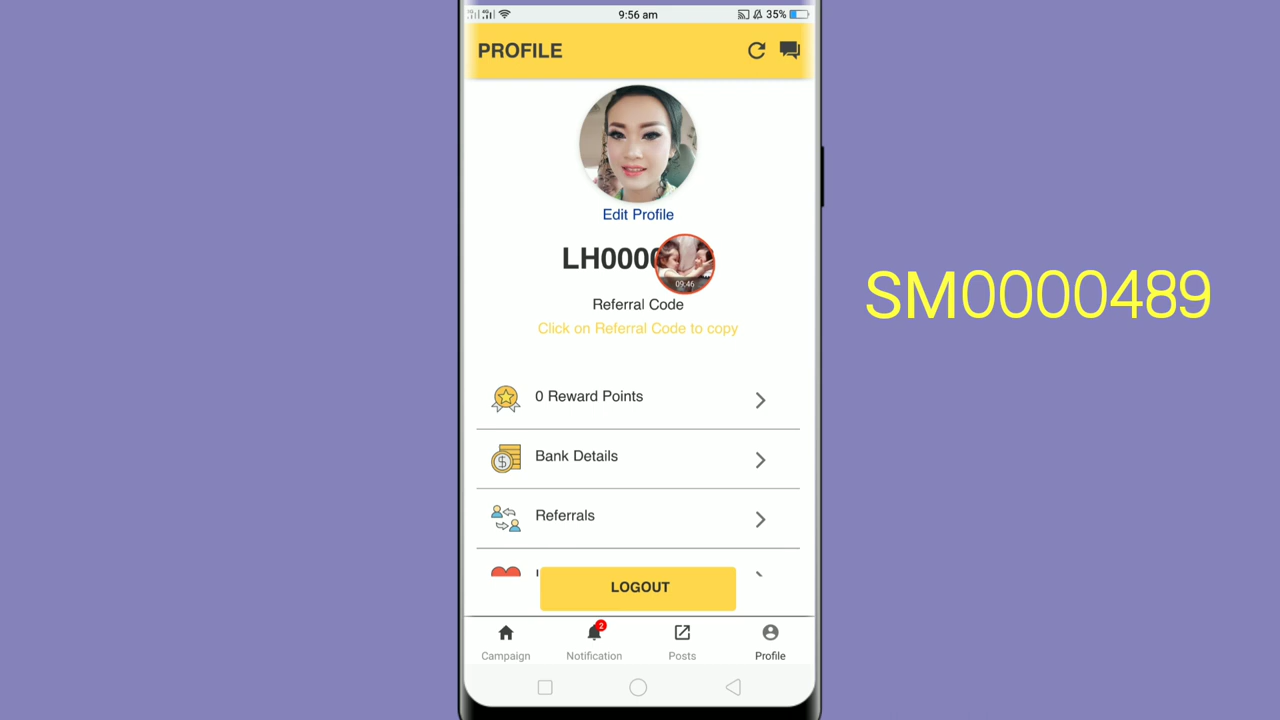 9:56 am
35%
PROFILE
Edit Profile
LH0000
09:46
Referral Code
Click on Referral Code to copy
SM0000489
0 Reward Points
Bank Details
Referrals
LOGOUT
2
Campaign
Notification
Posts
Profile